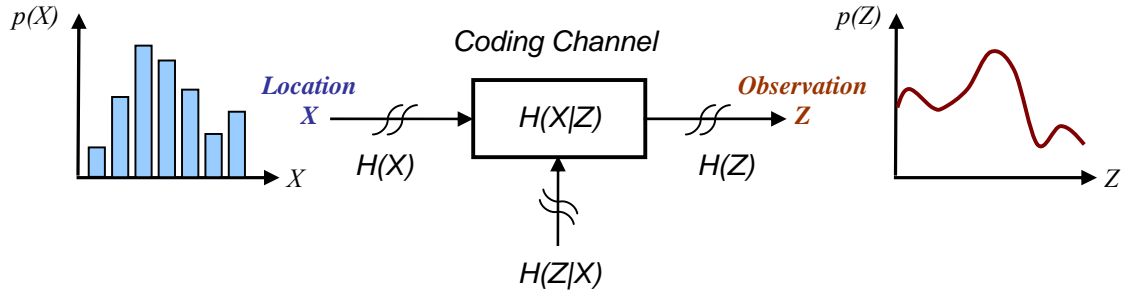 p(X)
X
Coding Channel
Location
X
H(X)
H(X|Z)
H(Z|X)
Observation
Z
H(Z)
p(Z)
Z